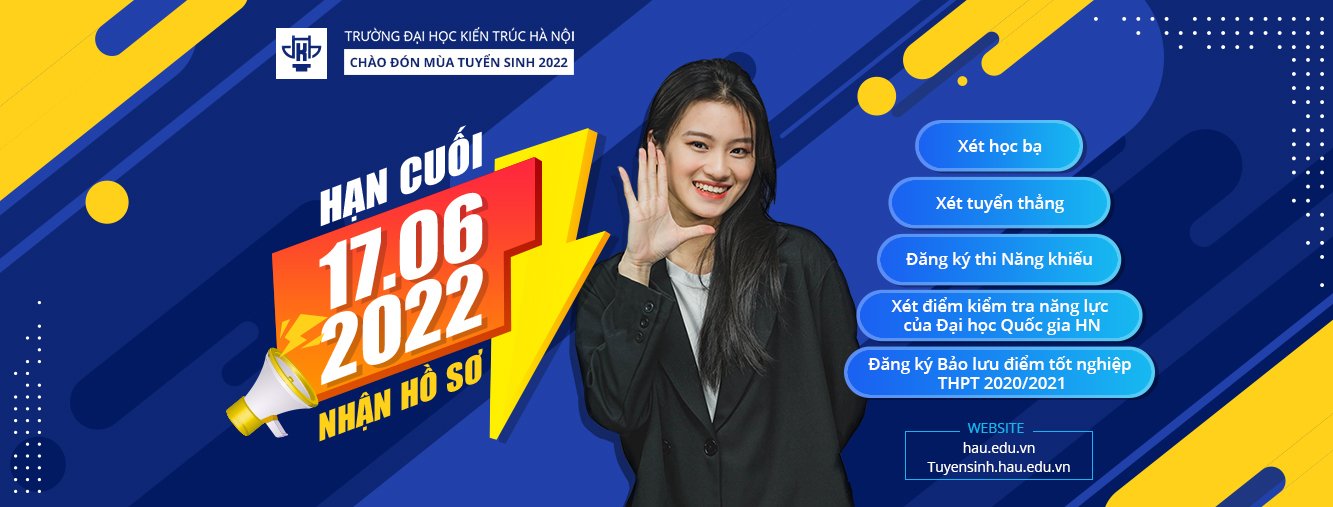 TRƯỜNG ĐẠI HỌC KIẾN TRÚC HÀ NỘI
CHÀO ĐÓN MÙA TUYỂN SINH 2022
HẠN CUỐI
17.06
2022
NHẬN HỒ SƠ
Xét học bạ
Xét tuyển thẳng
Đăng ký thi Năng khiếu
Xét điểm kiểm tra năng lực
của Đại học Quốc gia HN
Đăng ký Bảo lưu điểm tốt nghiệp
THPT 2020/2021
WEBSITE
hau.edu.vn
Tuyensinh.hau.edu.vn